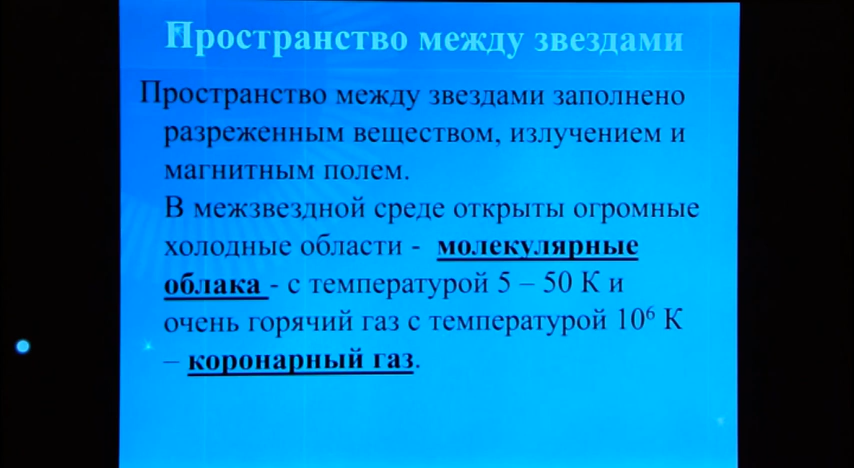 Пространство между звездами
Пространство между звездами заполнено
разреженным веществом, излучением и
магнитным полем.
В межзвездной среде открыты огромные
холодные области - молекулярные
облака - с температурой 5 – 50 К и
очень горячий газ с температурой 10⁶ К
– коронарный газ.